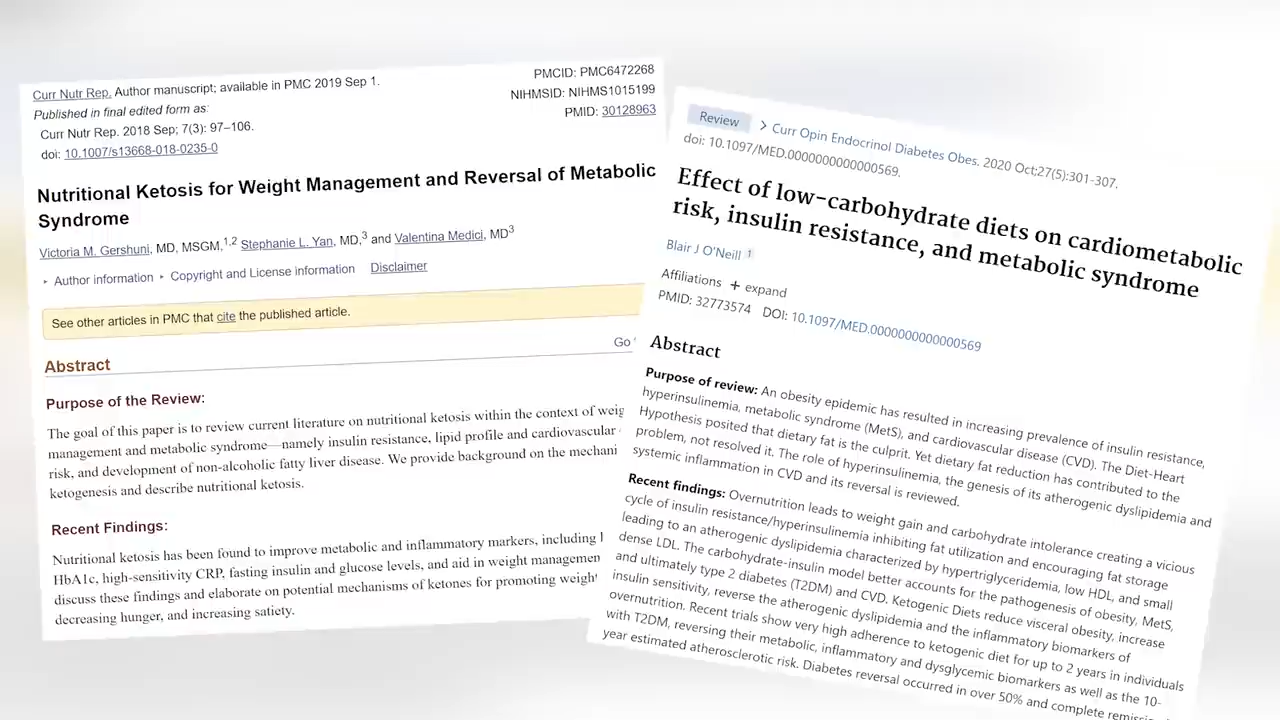 Curr Nutr Rep. Author manuscript; available in PMC 2019 Sep 1.
Published in final edited form as:
Curr Nutr Rep. 2018 Sep; 7(3): 97–106.
doi: 10.1007/s13668-018-0235-0
PMCID: PMC6472268
NIHMSID: NIHMS1015199
PMID: 30128963
Nutritional Ketosis for Weight Management and Reversal of Metabolic
Syndrome
Victoria M. Gershuni, MD, MSGM,1,2 Stephanie L. Yan, MD,3 and Valentina Medici, MD3
▸ Author information ▸ Copyright and License information Disclaimer
See other articles in PMC that cite the published article.
Abstract
Go
Purpose of the Review:
The goal of this paper is to review current literature on nutritional ketosis within the context of weig
management and metabolic syndrome—namely insulin resistance, lipid profile and cardiovascular
risk, and development of non-alcoholic fatty liver disease. We provide background on the mechani
ketogenesis and describe nutritional ketosis.
Recent Findings:
Nutritional ketosis has been found to improve metabolic and inflammatory markers, including
HbA1c, high-sensitivity CRP, fasting insulin and glucose levels, and aid in weight managemen
discuss these findings and elaborate on potential mechanisms of ketones for promoting weight
decreasing hunger, and increasing satiety.
Review > Curr Opin Endocrinol Diabetes Obes. 2020 Oct;27(5):301-307.
doi: 10.1097/MED.0000000000000569.
Effect of low-carbohydrate diets on cardiometabolic
risk, insulin resistance, and metabolic syndrome
Blair J O'Neill 1
Affiliations + expand
PMID: 32773574 DOI: 10.1097/MED.0000000000000569
Abstract
Purpose of review: An obesity epidemic has resulted in increasing prevalence of insulin resistance,
hyperinsulinemia, metabolic syndrome (MetS), and cardiovascular disease (CVD). The Diet-Heart
Hypothesis posited that dietary fat is the culprit. Yet dietary fat reduction has contributed to the
problem, not resolved it. The role of hyperinsulinemia, the genesis of its atherogenic dyslipidemia and
systemic inflammation in CVD and its reversal is reviewed.
Recent findings: Overnutrition leads to weight gain and carbohydrate intolerance creating a vicious
cycle of insulin resistance/hyperinsulinemia inhibiting fat utilization and encouraging fat storage
leading to an atherogenic dyslipidemia characterized by hypertriglyceridemia, low HDL, and small
dense LDL. The carbohydrate-insulin model better accounts for the pathogenesis of obesity, MetS,
and ultimately type 2 diabetes (T2DM) and CVD. Ketogenic Diets reduce visceral obesity, increase
insulin sensitivity, reverse the atherogenic dyslipidemia and the inflammatory biomarkers of
overnutrition. Recent trials show very high adherence to ketogenic diet for up to 2 years in individuals
with T2DM, reversing their metabolic, inflammatory and dysglycemic biomarkers as well as the 10-
year estimated atherosclerotic risk. Diabetes reversal occurred in over 50% and complete